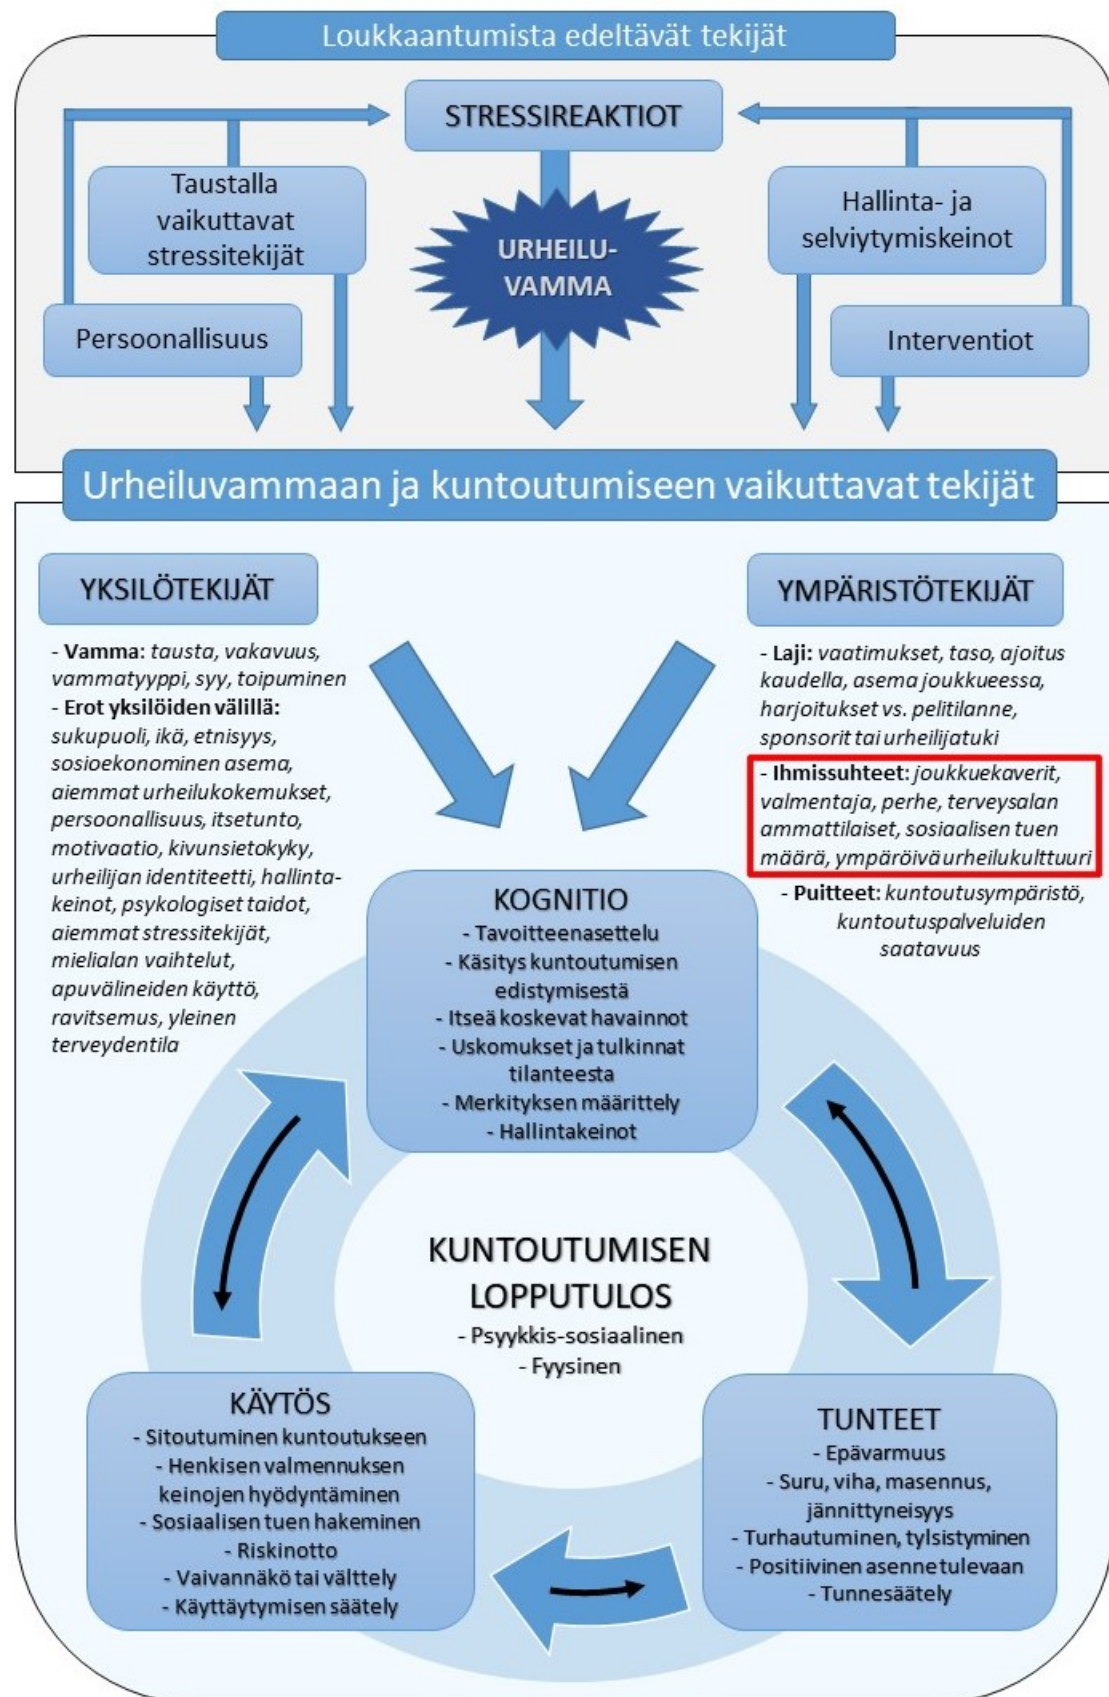 Loukkaantumista edeltävät tekijät
STRESSIREAKTIOT
Taustalla
vaikuttavat
stressitekijät
Persoonallisuus
URHEILU-
VAMMA
Hallinta- ja
selviytymiskeinot
Interventiot
Urheiluvammaan ja kuntoutumiseen vaikuttavat tekijät
YKSILÖTEKIJÄT
- Vamma: tausta, vakavuus,
vammatyyppi, syy, toipuminen
- Erot yksilöiden välillä:
sukupuoli, ikä, etnisyys,
sosioekonominen asema,
aiemmat urheilukokemukset,
persoonallisuus, itsetunto,
motivaatio, kivunsietokyky,
urheilijan identiteetti, hallinta-
keinot, psykologiset taidot,
aiemmat stressitekijät,
mielialan vaihtelut,
apuvälineiden käyttö,
ravitsemus, yleinen
terveydentila
YMPÄRISTÖTEKIJÄT
- Laji: vaatimukset, taso, ajoitus
kaudella, asema joukkueessa,
harjoitukset vs. pelitilanne,
sponsorit tai urheilijatuki
- Ihmissuhteet: joukkuekaverit,
valmentaja, perhe, terveysalan
ammattilaiset, sosiaalisen tuen
määrä, ympäröivä urheilukulttuuri
- Puitteet: kuntoutusympäristö,
kuntoutuspalveluiden
saatavuus
KOGNITIO
- Tavoitteenasettelu
- Käsitys kuntoutumisen
edistymisestä
- Itseä koskevat havainnot
- Uskomukset ja tulkinnat
tilanteesta
- Merkityksen määrittely
- Hallintakeinot
KUNTOUTUMISEN
LOPPUTULOS
- Psyykkis-sosiaalinen
- Fyysinen
KÄYTÖS
- Sitoutuminen kuntoutukseen
- Henkisen valmennuksen
keinojen hyödyntäminen
- Sosiaalisen tuen hakeminen
- Riskinotto
- Vaivannäkö tai välttely
- Käyttäytymisen säätely
TUNTEET
- Epävarmuus
- Suru, viha, masennus,
jännittyneisyys
- Turhautuminen, tylsistyminen
- Positiivinen asenne tulevaan
- Tunnesäätely